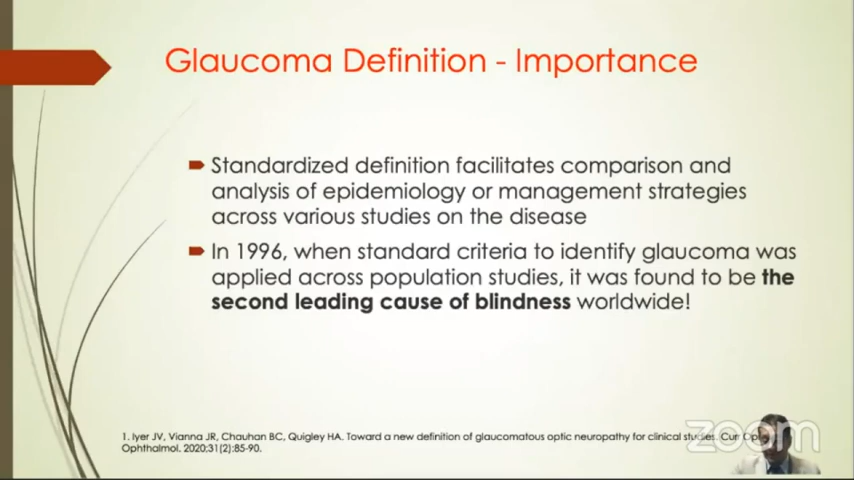 Glaucoma Definition - Importance
Standardized definition facilitates comparison and
analysis of epidemiology or management strategies
across various studies on the disease
In 1996, when standard criteria to identify glaucoma was
applied across population studies, it was found to be the
second leading cause of blindness worldwide!
1. Iyer JV, Vianna JR, Chauhan BC, Quigley HA. Toward a new definition of glaucomatous optic neuropathy for clinical studies. Curr Op
Ophthalmol. 2020;31(2):85-90.
zoom